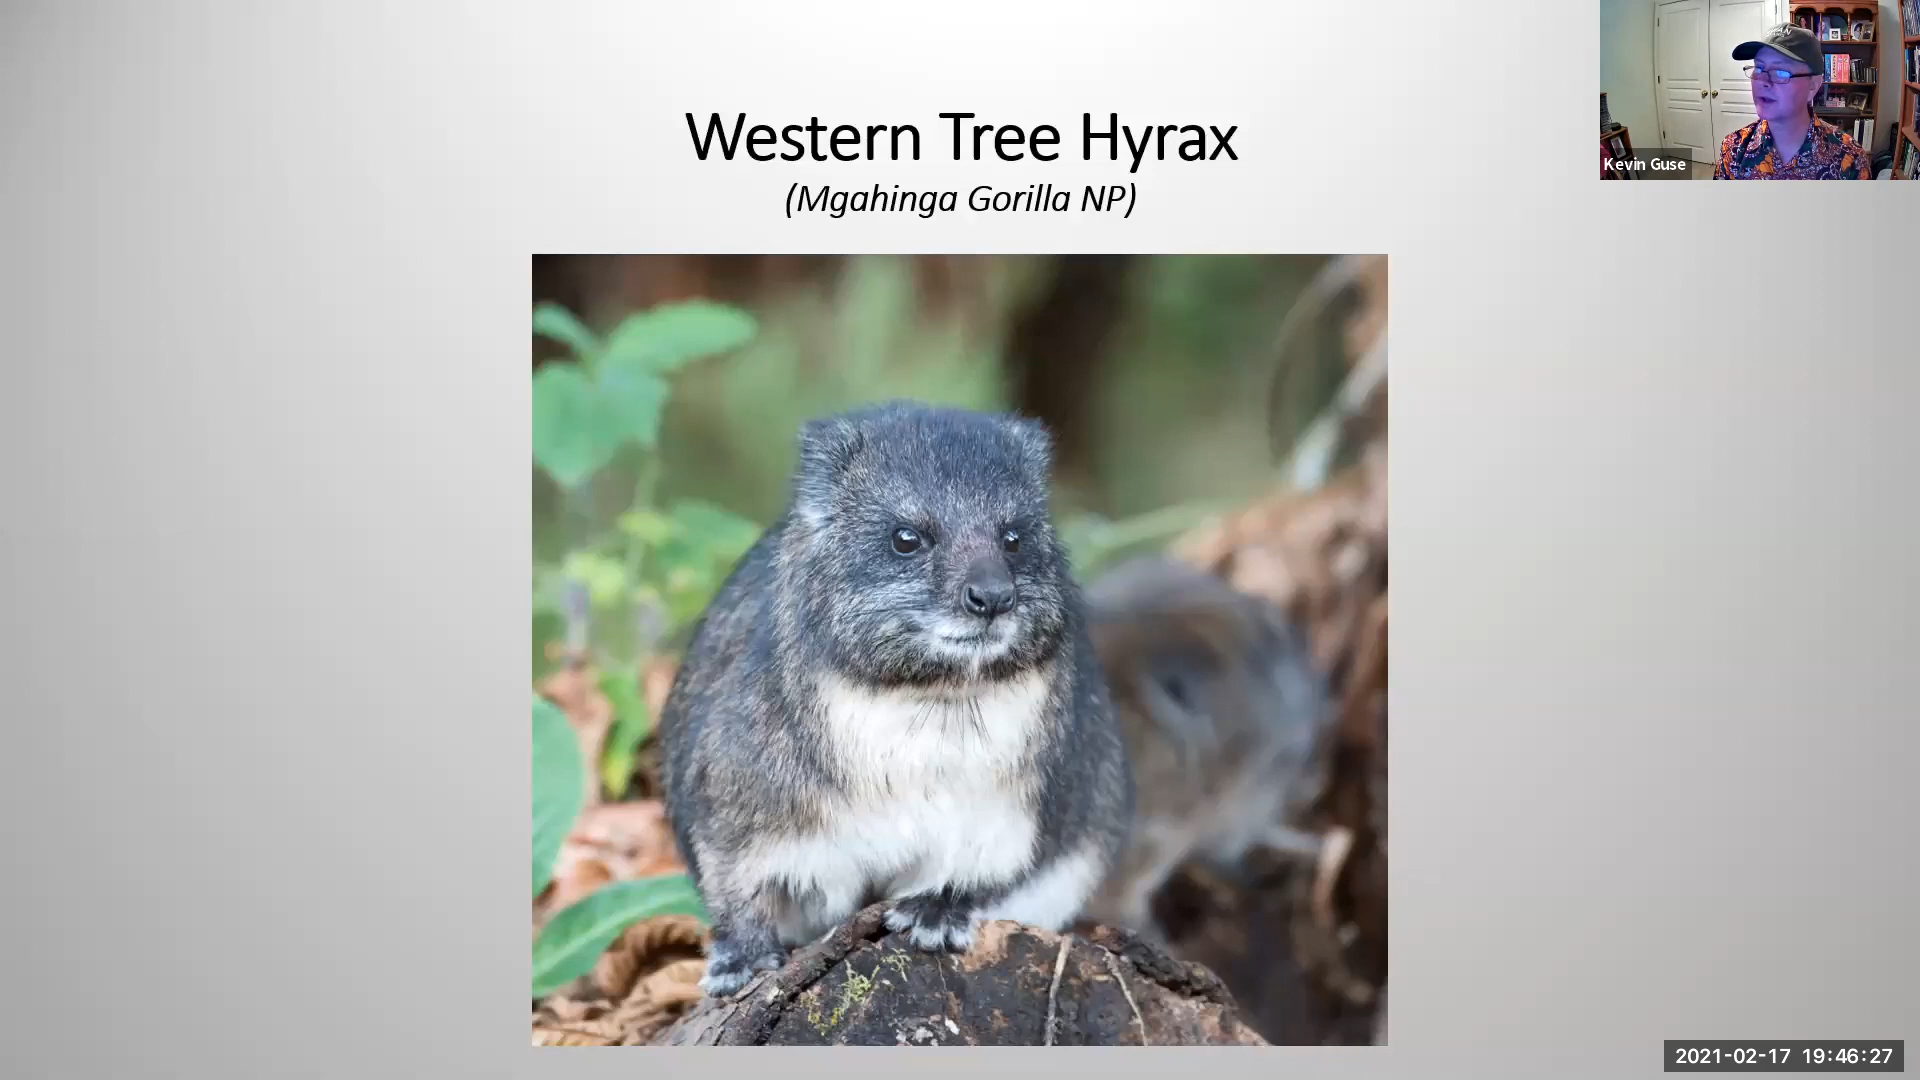 Western Tree Hyrax
(Mgahinga Gorilla NP)
Kevin Guse
2021-02-17 19:46:27